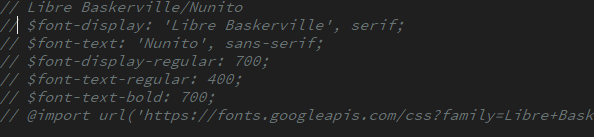 // Libre Baskerville/Nunito
// $font-display: 'Libre Baskerville', serif;
// $font-text: 'Nunito', sans-serif;
// $font-display-regular: 700;
// $font-text-regular: 400;
// $font-text-bold: 700;
// @import url('https://fonts.googleapis.com/css?family=Libre+Bask